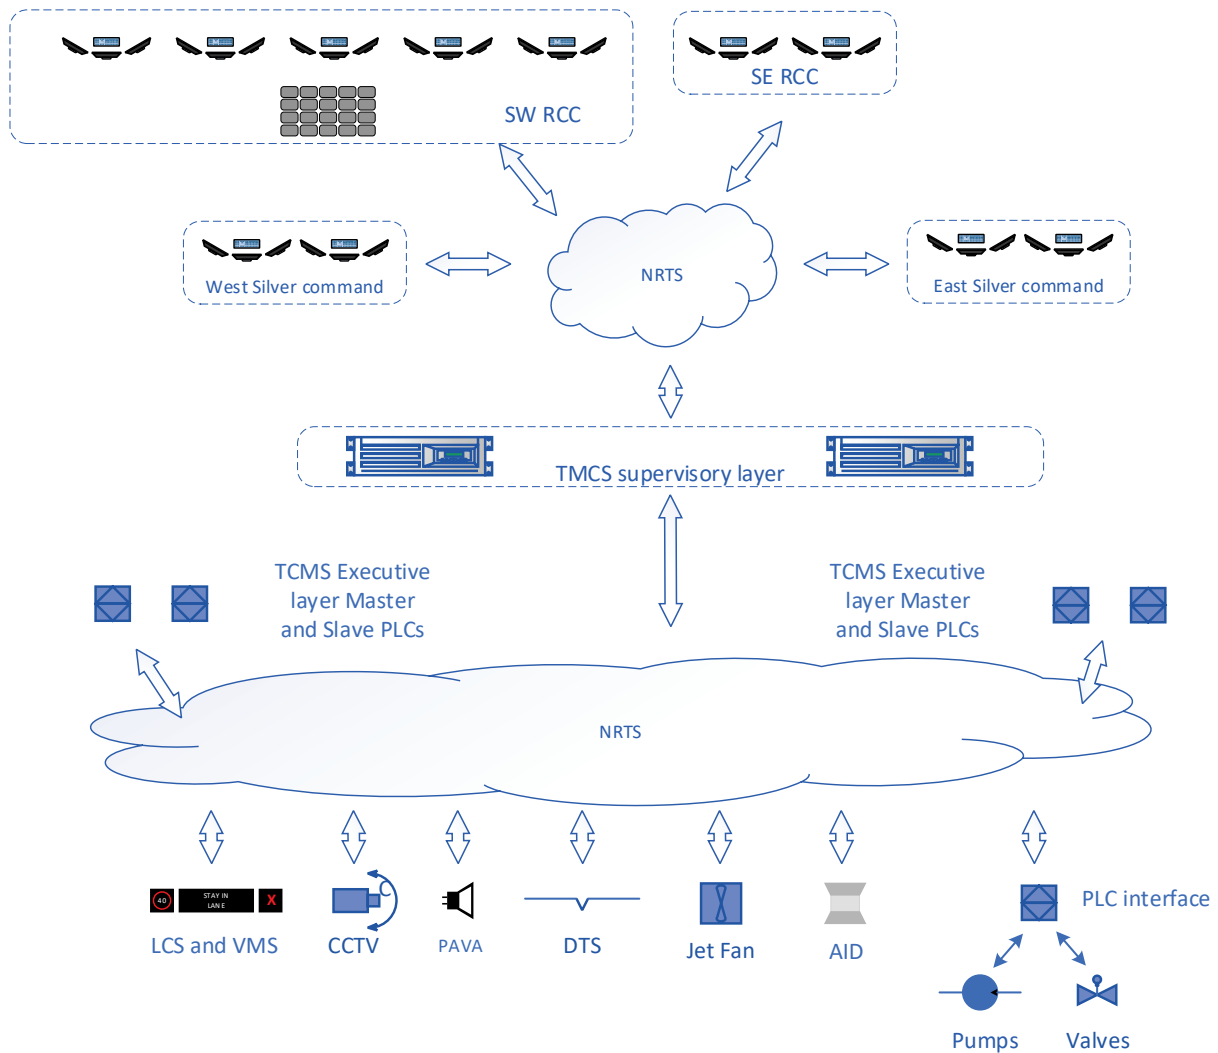 SW RCC
SE RCC
West Silver command
NRTS
East Silver command
TMCS supervisory layer
TCMS Executive
layer Master
and Slave PLCs
TCMS Executive
layer Master
and Slave PLCs
NRTS
40
STAY IN
LANE
X
LCS and VMS
CCTV
PAVA
DTS
Jet Fan
AID
PLC interface
Pumps
Valves